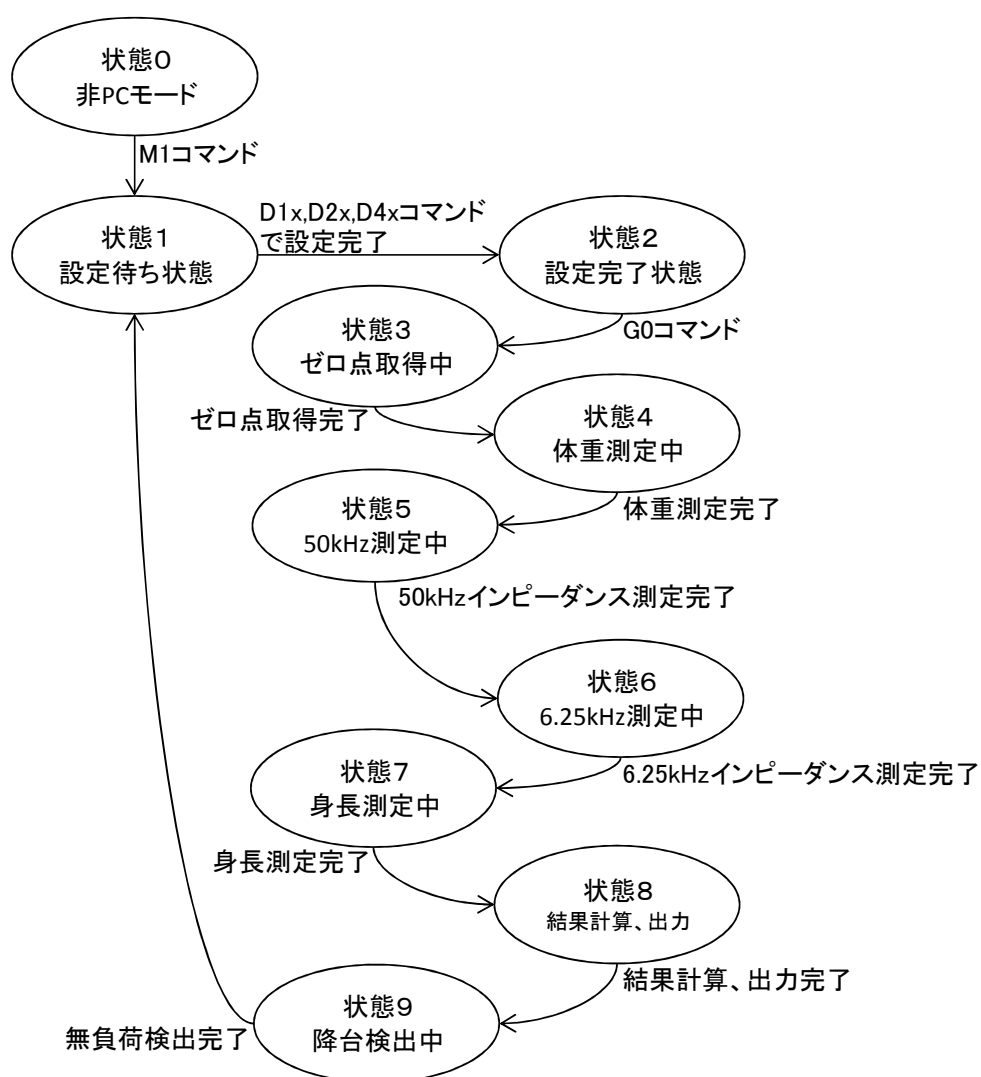 状態0
非PCモード
M1コマンド
状態1
設定待ち状態
D1x,D2x,D4xコマンド
で設定完了
状態2
設定完了状態
G0コマンド
状態3
ゼロ点取得中
ゼロ点取得完了
状態4
体重測定中
体重測定完了
状態5
50kHz測定中
50kHzインピーダンス測定完了
状態6
6.25kHz測定中
6.25kHzインピーダンス測定完了
状態7
身長測定中
身長測定完了
状態8
結果計算、出力
結果計算、出力完了
状態9
降台検出中
無負荷検出完了